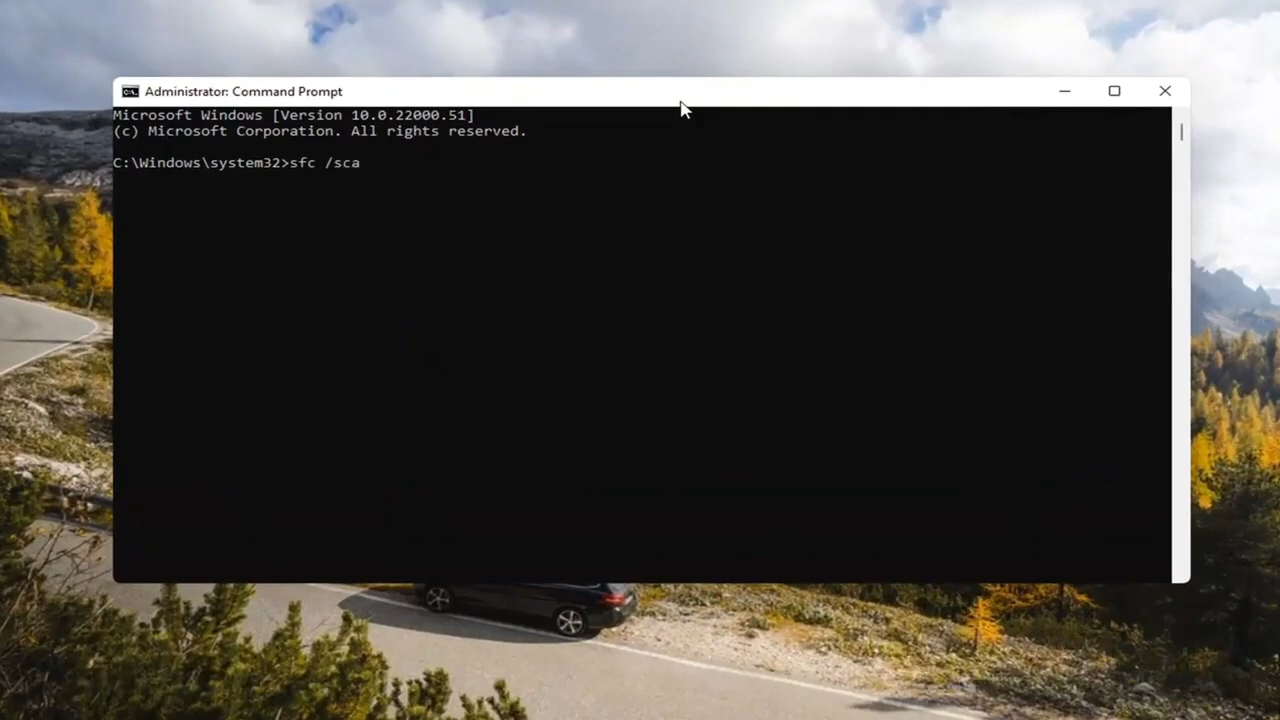 Administrator: Command Prompt
Microsoft Windows [Version 10.0.22000.51]
(c) Microsoft Corporation. All rights reserved.
C:\Windows\system32>sfc /sca